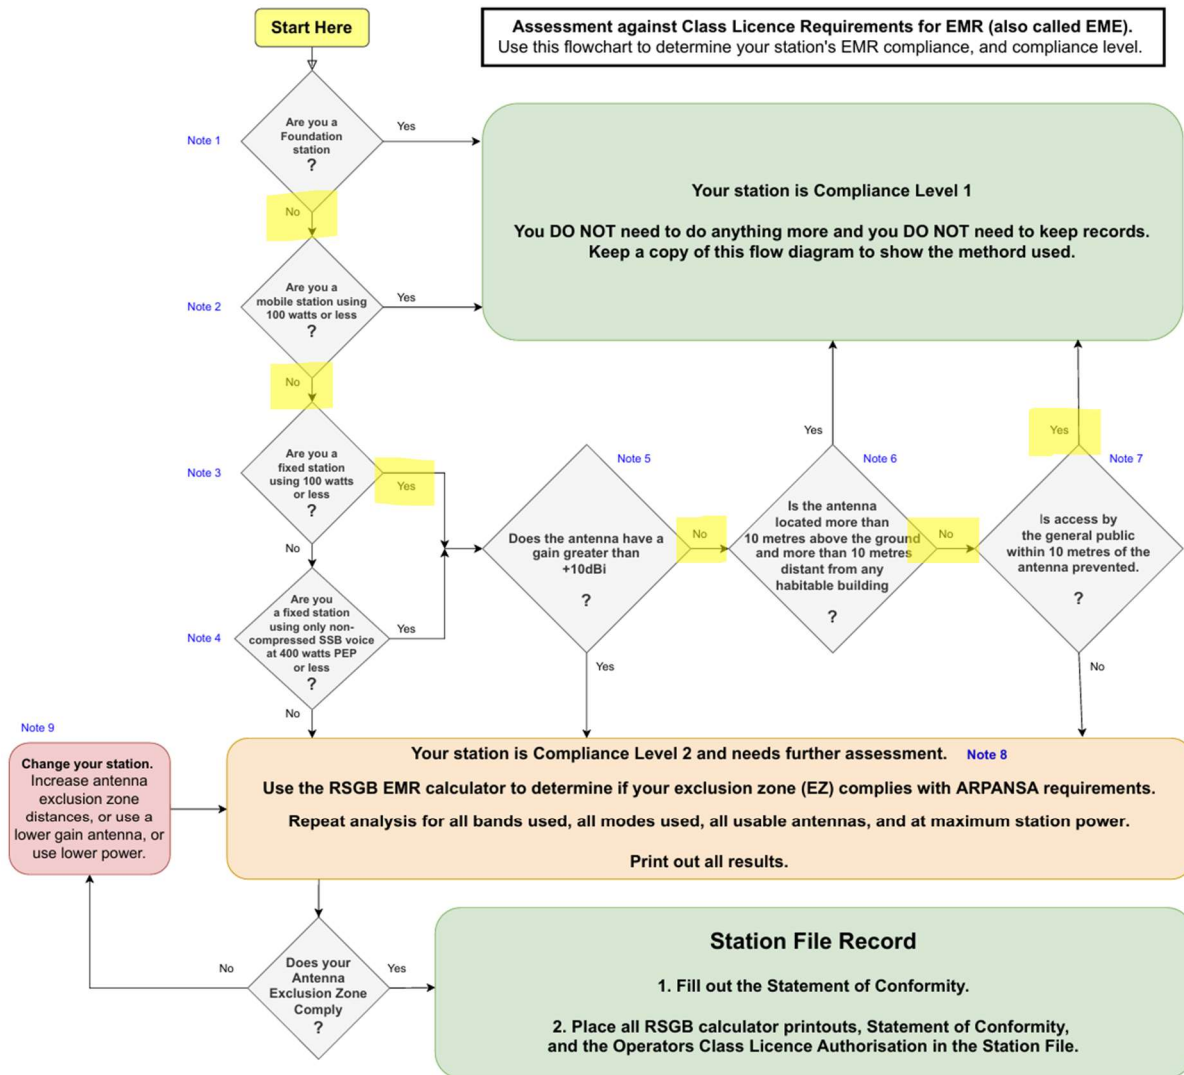 Start Here
Assessment against Class Licence Requirements for EMR (also called EME).
Use this flowchart to determine your station's EMR compliance, and compliance level.
Note 1
Are you a
Foundation
station
?
Yes
No
Your station is Compliance Level 1
You DO NOT need to do anything more and you DO NOT need to keep records.
Keep a copy of this flow diagram to show the methord used.
Note 2
Are you a
mobile station using
100 watts or less
?
Yes
No
Note 3
Are you a
fixed station
using 100 watts
or less
?
Yes
No
Note 4
Are you
a fixed station
using only non-
compressed SSB voice
at 400 watts PEP
or less
?
Yes
No
Note 5
Does the antenna have a
gain greater than
+10dBi
?
No
Yes
Note 6
Is the antenna
located more than
10 metres above the ground
and more than 10 metres
distant from any
habitable building
?
Yes
No
Note 7
Is access by
the general public
within 10 metres of the
antenna prevented.
?
Yes
No
Note 9
Change your station.
Increase antenna
exclusion zone
distances, or use a
lower gain antenna, or
use lower power.
Your station is Compliance Level 2 and needs further assessment. Note 8
Use the RSGB EMR calculator to determine if your exclusion zone (EZ) complies with ARPANSA requirements.
Repeat analysis for all bands used, all modes used, all usable antennas, and at maximum station power.
Print out all results.
Does your
Antenna
Exclusion Zone
Comply
?
No
Yes
Station File Record
1. Fill out the Statement of Conformity.
2. Place all RSGB calculator printouts, Statement of Conformity,
and the Operators Class Licence Authorisation in the Station File.